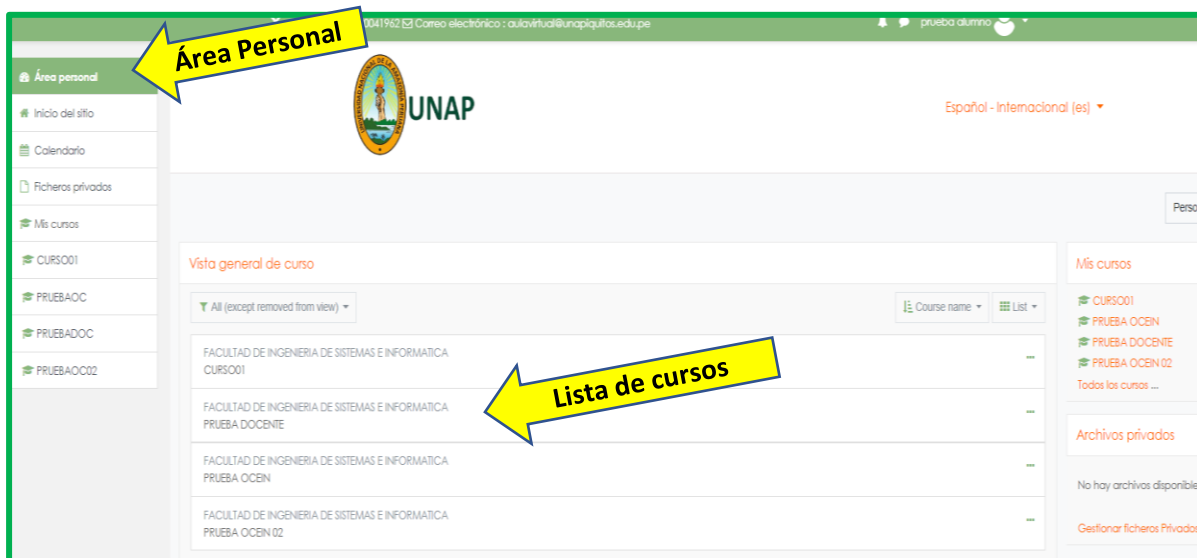 0041962 Correo electrónico : aulavirtual@unapiquitos.edu.pe
prueba alumno
Área Personal
Área personal
Inicio del sitio
Calendario
Ficheros privados
Mis cursos
CURSO01
PRUEBAOC
PRUEBADOC
PRUEBAOC02
UNAP
Español - Internacional (es)
Perso
Vista general de curso
All (except removed from view)
Course name
List
FACULTAD DE INGENIERIA DE SISTEMAS E INFORMATICA
CURSO01
FACULTAD DE INGENIERIA DE SISTEMAS E INFORMATICA
PRUEBA DOCENTE
FACULTAD DE INGENIERIA DE SISTEMAS E INFORMATICA
PRUEBA OCEIN
FACULTAD DE INGENIERIA DE SISTEMAS E INFORMATICA
PRUEBA OCEIN 02
Lista de cursos
Mis cursos
CURSO01
PRUEBA OCEIN
PRUEBA DOCENTE
PRUEBA OCEIN 02
Todos los cursos ...
Archivos privados
No hay archivos disponible
Gestionar ficheros Privados